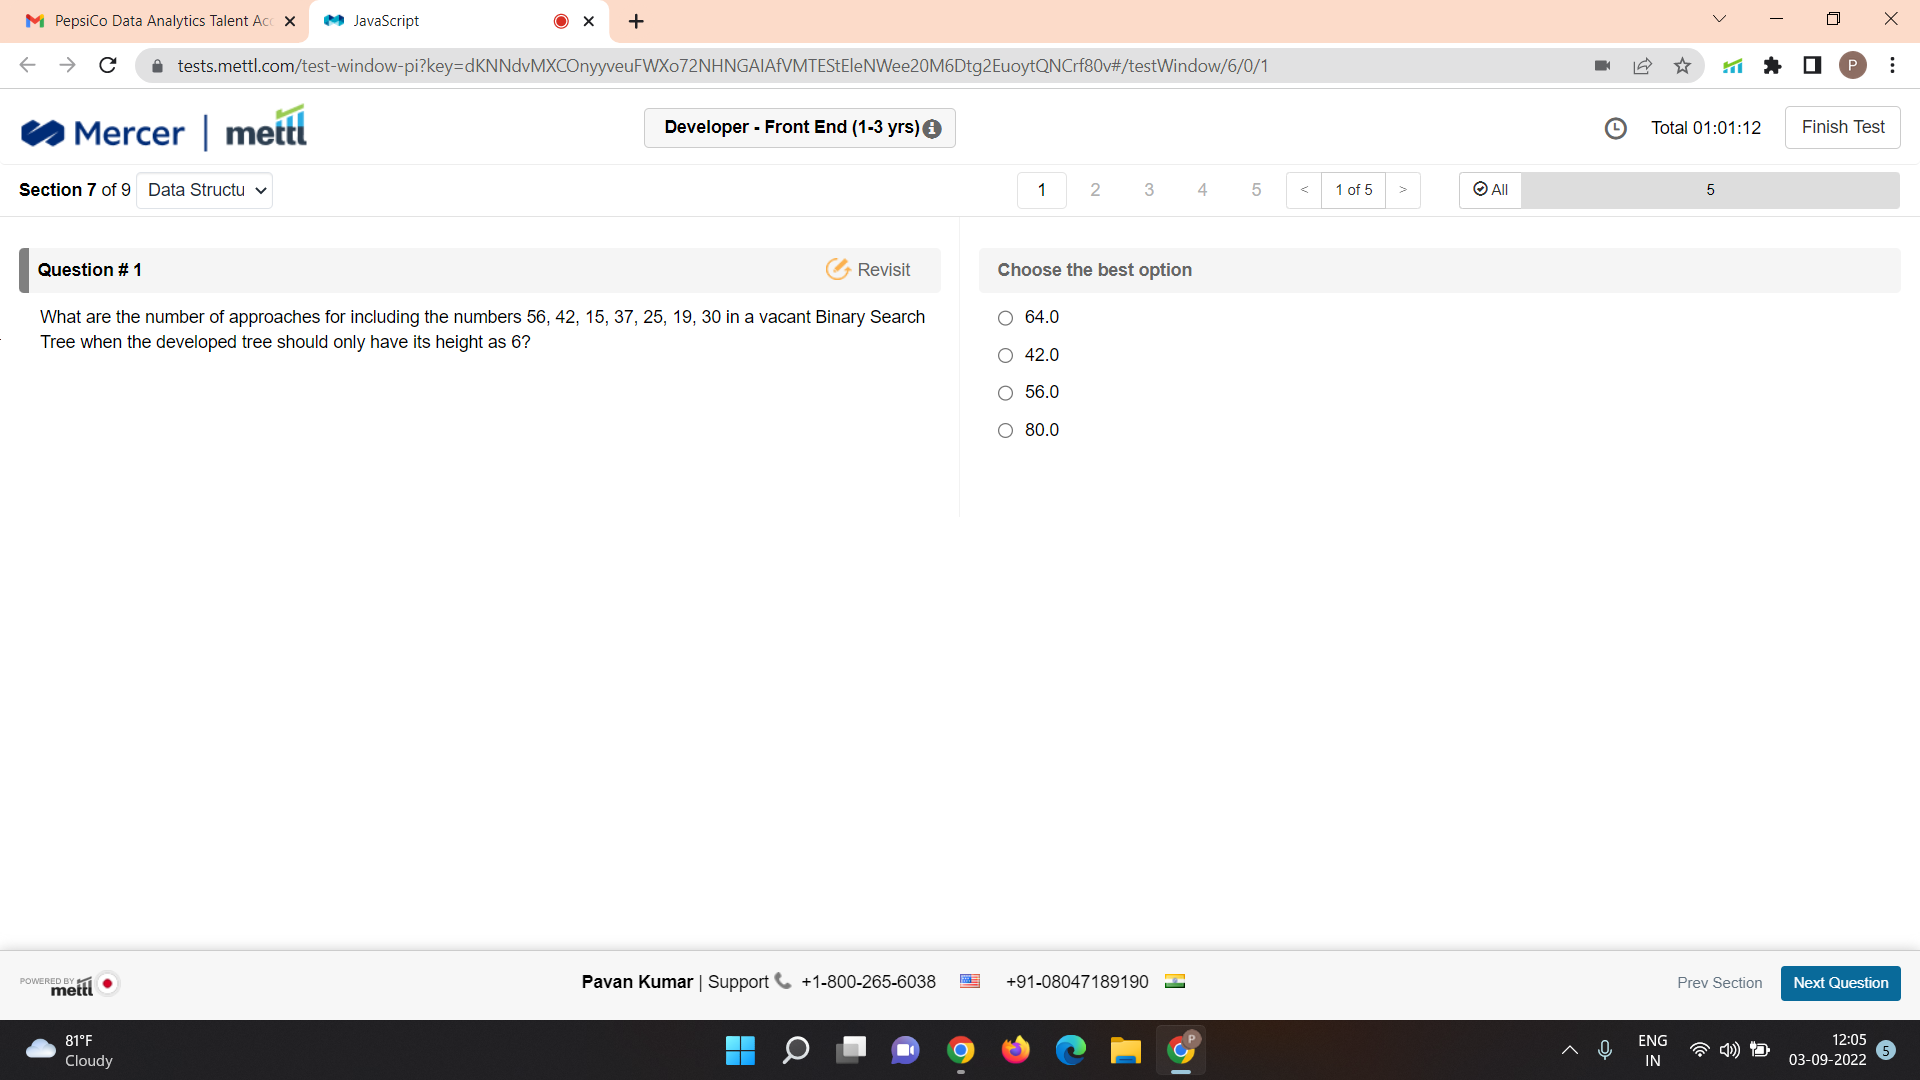 PepsiCo Data Analytics Talent Acc
JavaScript
tests.mettl.com/test-window-pi?key=dKNNdvMXCOnyyveuFWXo72NHNGAIAfVMTEStEleNWee20M6Dtg2EuoytQNCrf80v#/testWindow/6/0/1
P
Mercer | mettl
Developer - Front End (1-3 yrs)
Total 01:01:12
Finish Test
Section 7 of 9
Data Structu
1 2 3 4 5 < 1 of 5 >
All
5
Question # 1
Revisit
What are the number of approaches for including the numbers 56, 42, 15, 37, 25, 19, 30 in a vacant Binary Search
Tree when the developed tree should only have its height as 6?
Choose the best option
64.0
42.0
56.0
80.0
POWERED BY
mettl
Pavan Kumar | Support +1-800-265-6038 +91-08047189190
Prev Section
Next Question
81°F
Cloudy
P
ENG
IN
12:05
03-09-2022
5